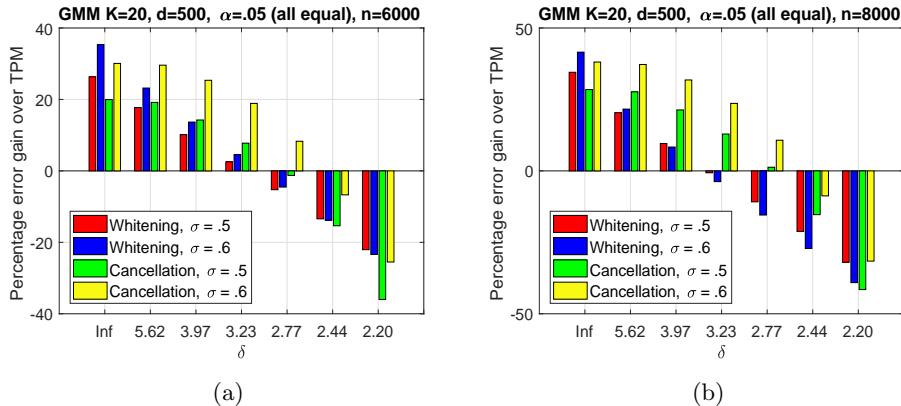 GMM K=20, d=500, α=.05 (all equal), n=6000
Percentage error gain over TPM
40
20
0
-20
-40
Whitening, σ = .5
Whitening, σ = .6
Cancellation, σ = .5
Cancellation, σ = .6
Inf 5.62 3.97 3.23 2.77 2.44 2.20
δ
(a)
GMM K=20, d=500, α=.05 (all equal), n=8000
Percentage error gain over TPM
50
0
-50
Whitening, σ = .5
Whitening, σ = .6
Cancellation, σ = .5
Cancellation, σ = .6
Inf 5.62 3.97 3.23 2.77 2.44 2.20
δ
(b)